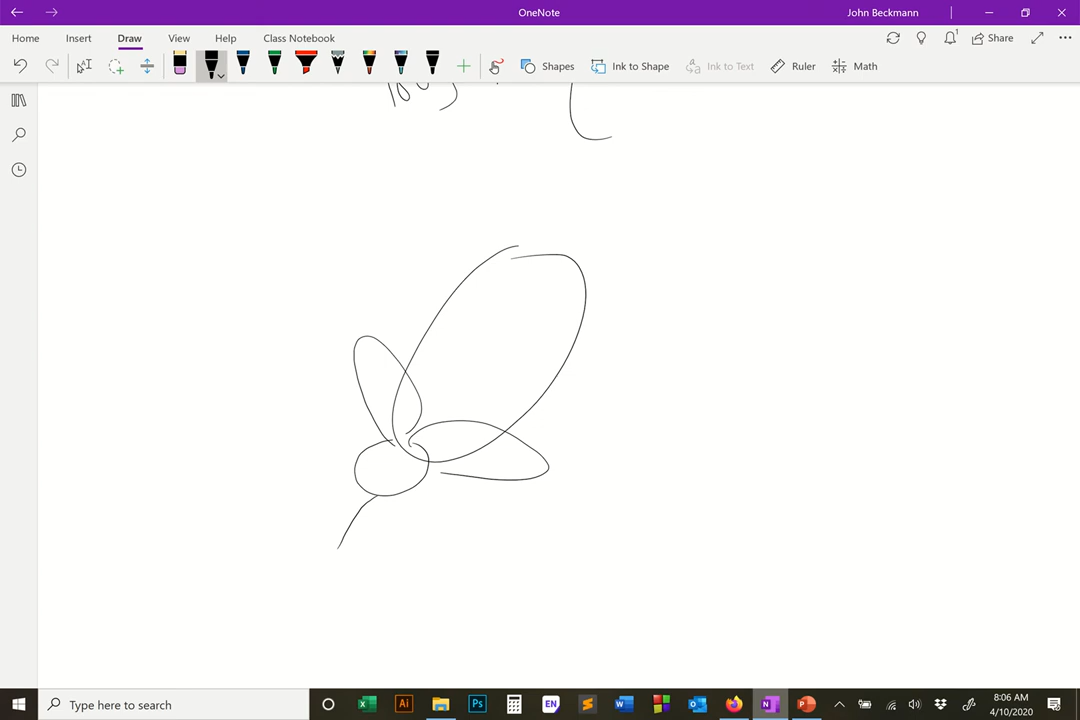 OneNote
John Beckmann
Home Insert Draw View Help Class Notebook
Share
Shapes Ink to Shape Ink to Text Ruler Math
Type here to search
8:06 AM
4/10/2020